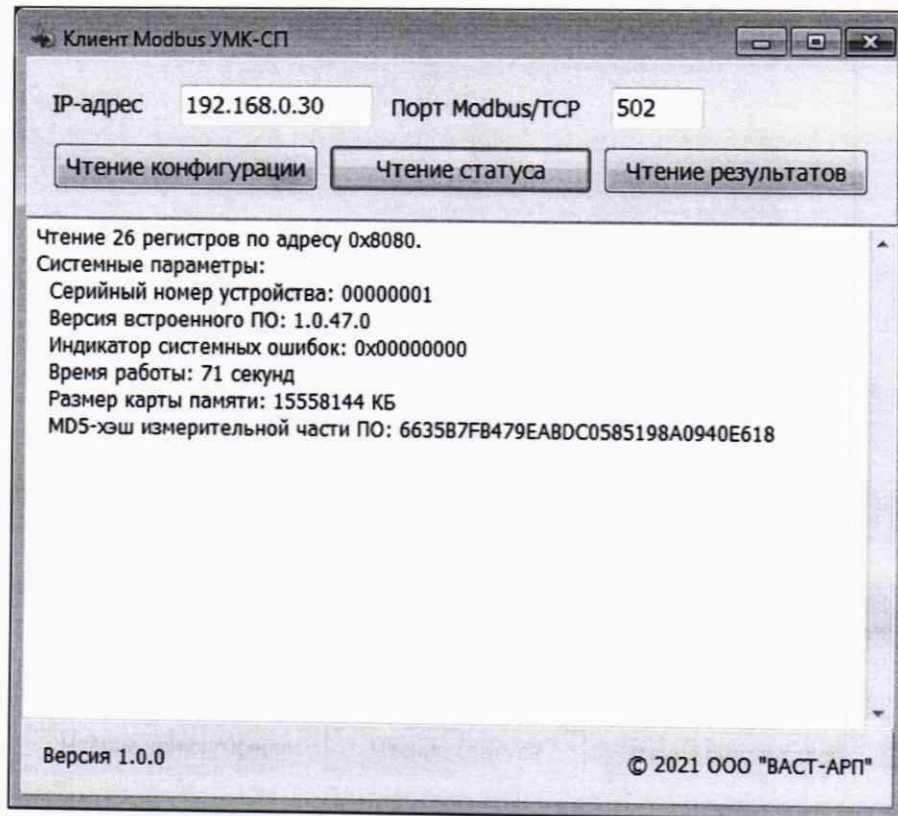 Клиент Modbus УМК-СП
IP-адрес 192.168.0.30 Порт Modbus/TCP 502
Чтение конфигурации Чтение статуса Чтение результатов
Чтение 26 регистров по адресу 0x8080.
Системные параметры:
Серийный номер устройства: 00000001
Версия встроенного ПО: 1.0.47.0
Индикатор системных ошибок: 0x00000000
Время работы: 71 секунд
Размер карты памяти: 15558144 КБ
MD5-хэш измерительной части ПО: 6635B7FB479EABDC0585198A0940E618
Версия 1.0.0
© 2021 ООО "ВАСТ-АРП"